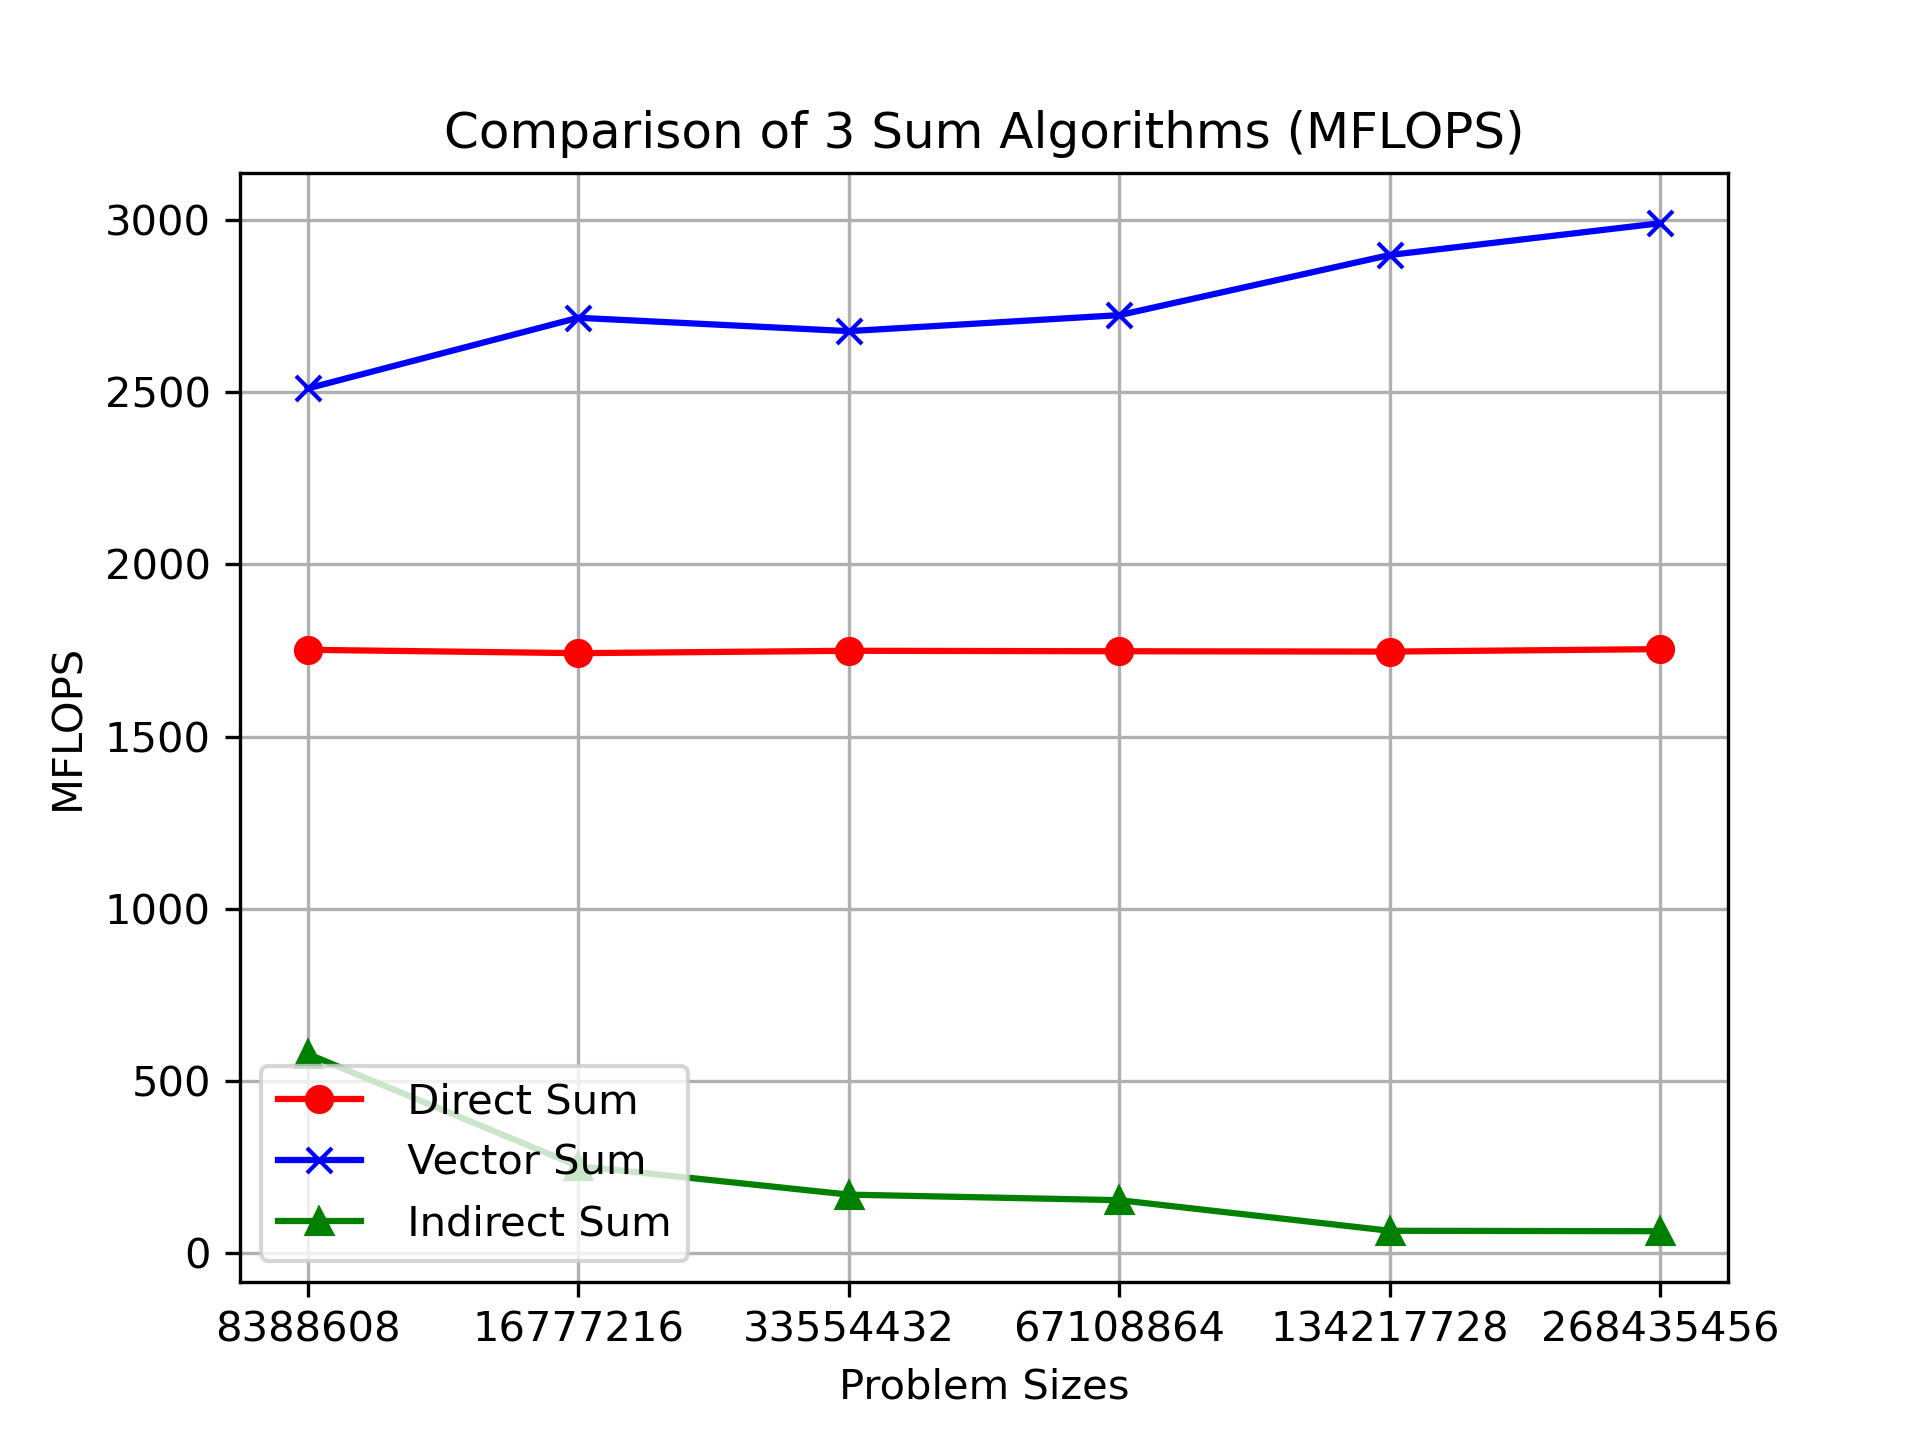 Comparison of 3 Sum Algorithms (MFLOPS)
3000
2500
2000
1500
1000
500
0
MFLOPS
Direct Sum
Vector Sum
Indirect Sum
8388608 16777216 33554432 67108864 134217728 268435456
Problem Sizes